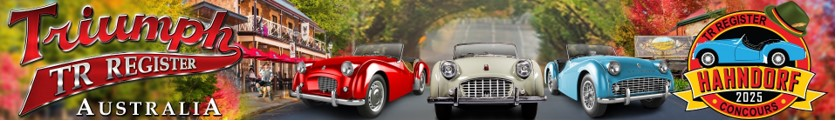 Triumph
TR REGISTER
AUSTRALIA
TR REGISTER
HAHNDORF
2025
CONCOURS